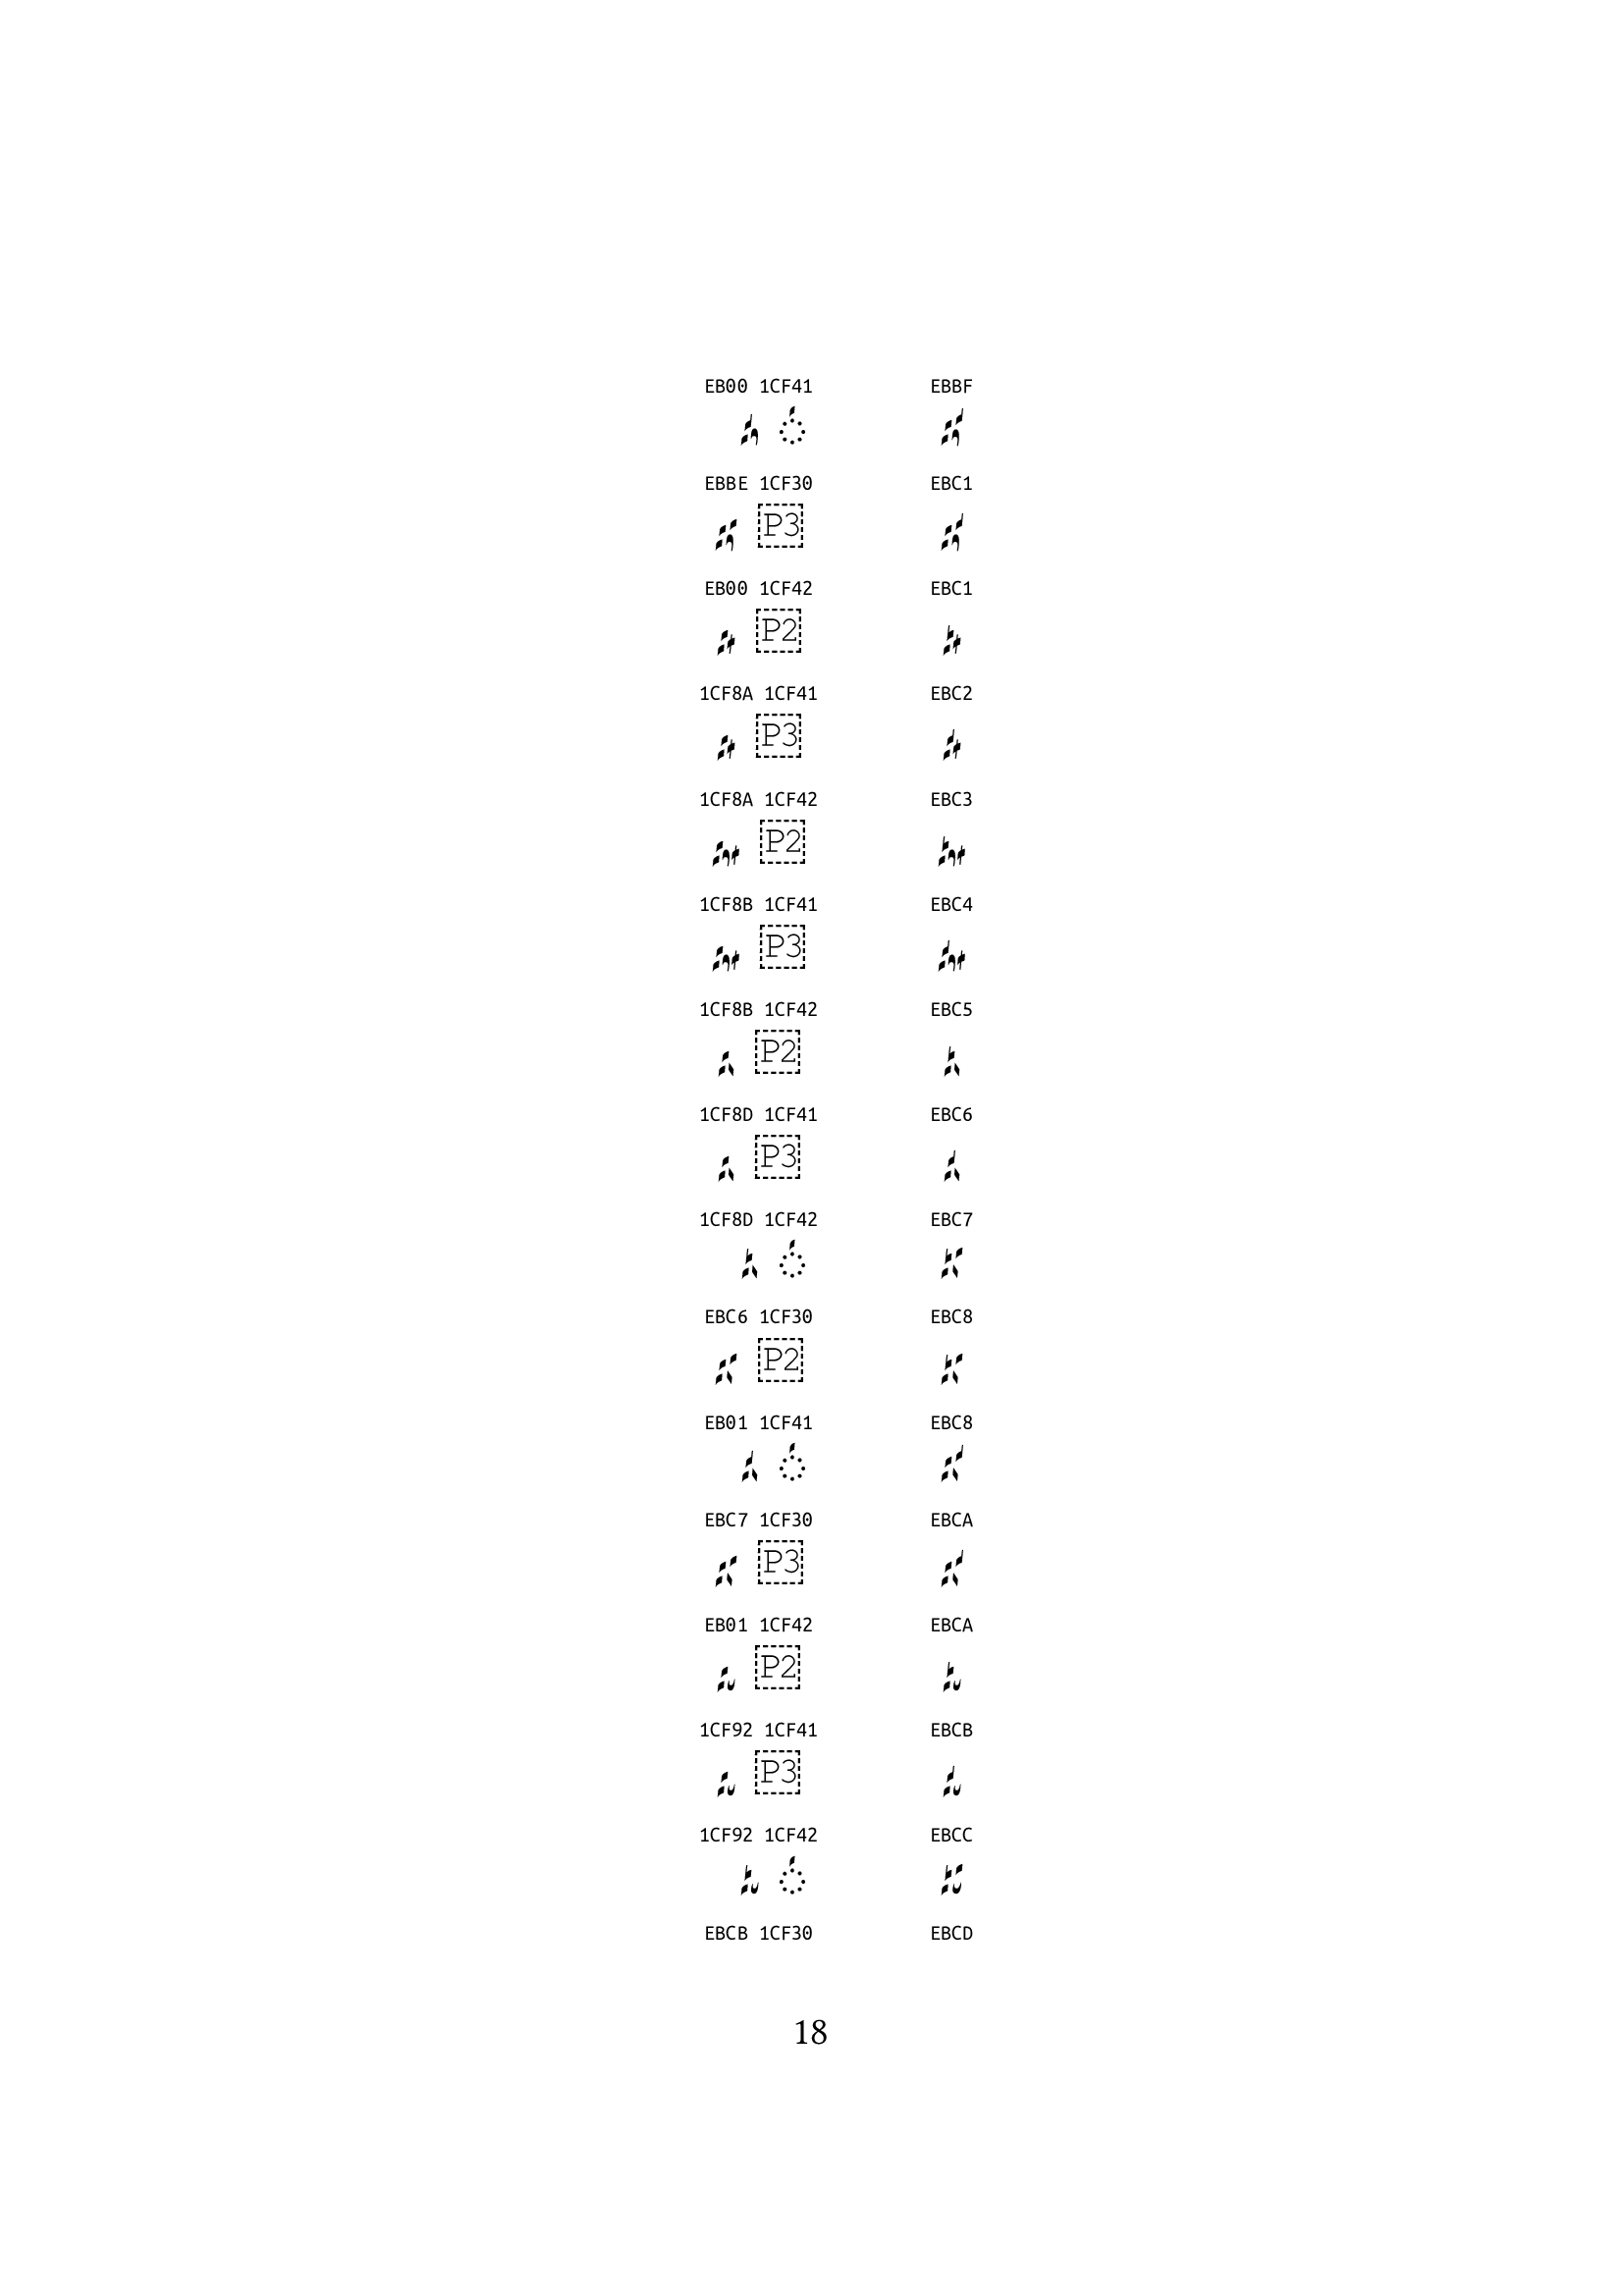 EB00 1CF41 EBBF
EBBE 1CF30 EBC1
P3
EB00 1CF42 EBC1
P2
1CF8A 1CF41 EBC2
P3
1CF8A 1CF42 EBC3
P2
1CF8B 1CF41 EBC4
P3
1CF8B 1CF42 EBC5
P2
1CF8D 1CF41 EBC6
P3
1CF8D 1CF42 EBC7
EBC6 1CF30 EBC8
P2
EB01 1CF41 EBC8
EBC7 1CF30 EBCA
P3
EB01 1CF42 EBCA
P2
1CF92 1CF41 EBCB
P3
1CF92 1CF42 EBCC
EBCB 1CF30 EBCD
18